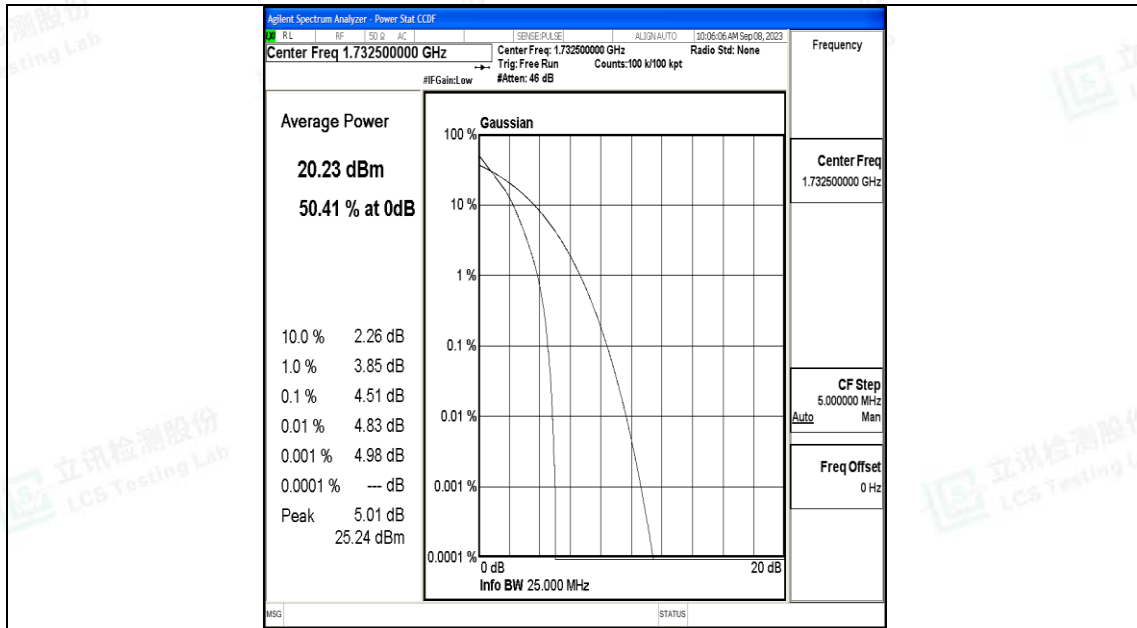 Agilent Spectrum Analyzer - Power Stat CCDF
LXI RL RF 50 Ω AC SENSE:PULSE ALIGN AUTO 10:06:06 AM Sep 08, 2023
Center Freq 1.732500000 GHz
Center Freq: 1.732500000 GHz Radio Std: None
Trig: Free Run Counts:100 k/100 kpt
#IFGain:Low #Atten: 46 dB
Frequency
Average Power
20.23 dBm
50.41 % at 0dB
10.0 % 2.26 dB
1.0 % 3.85 dB
0.1 % 4.51 dB
0.01 % 4.83 dB
0.001 % 4.98 dB
0.0001 % --- dB
Peak 5.01 dB
25.24 dBm
Gaussian
100 %
10 %
1 %
0.1 %
0.01 %
0.001 %
0.0001 %
0 dB 20 dB
Info BW 25.000 MHz
Center Freq
1.732500000 GHz
CF Step
5.000000 MHz
Auto Man
Freq Offset
0 Hz
MSG STATUS
立讯检测股份
LCS Testing Lab
立讯检测股份
LCS Testing L